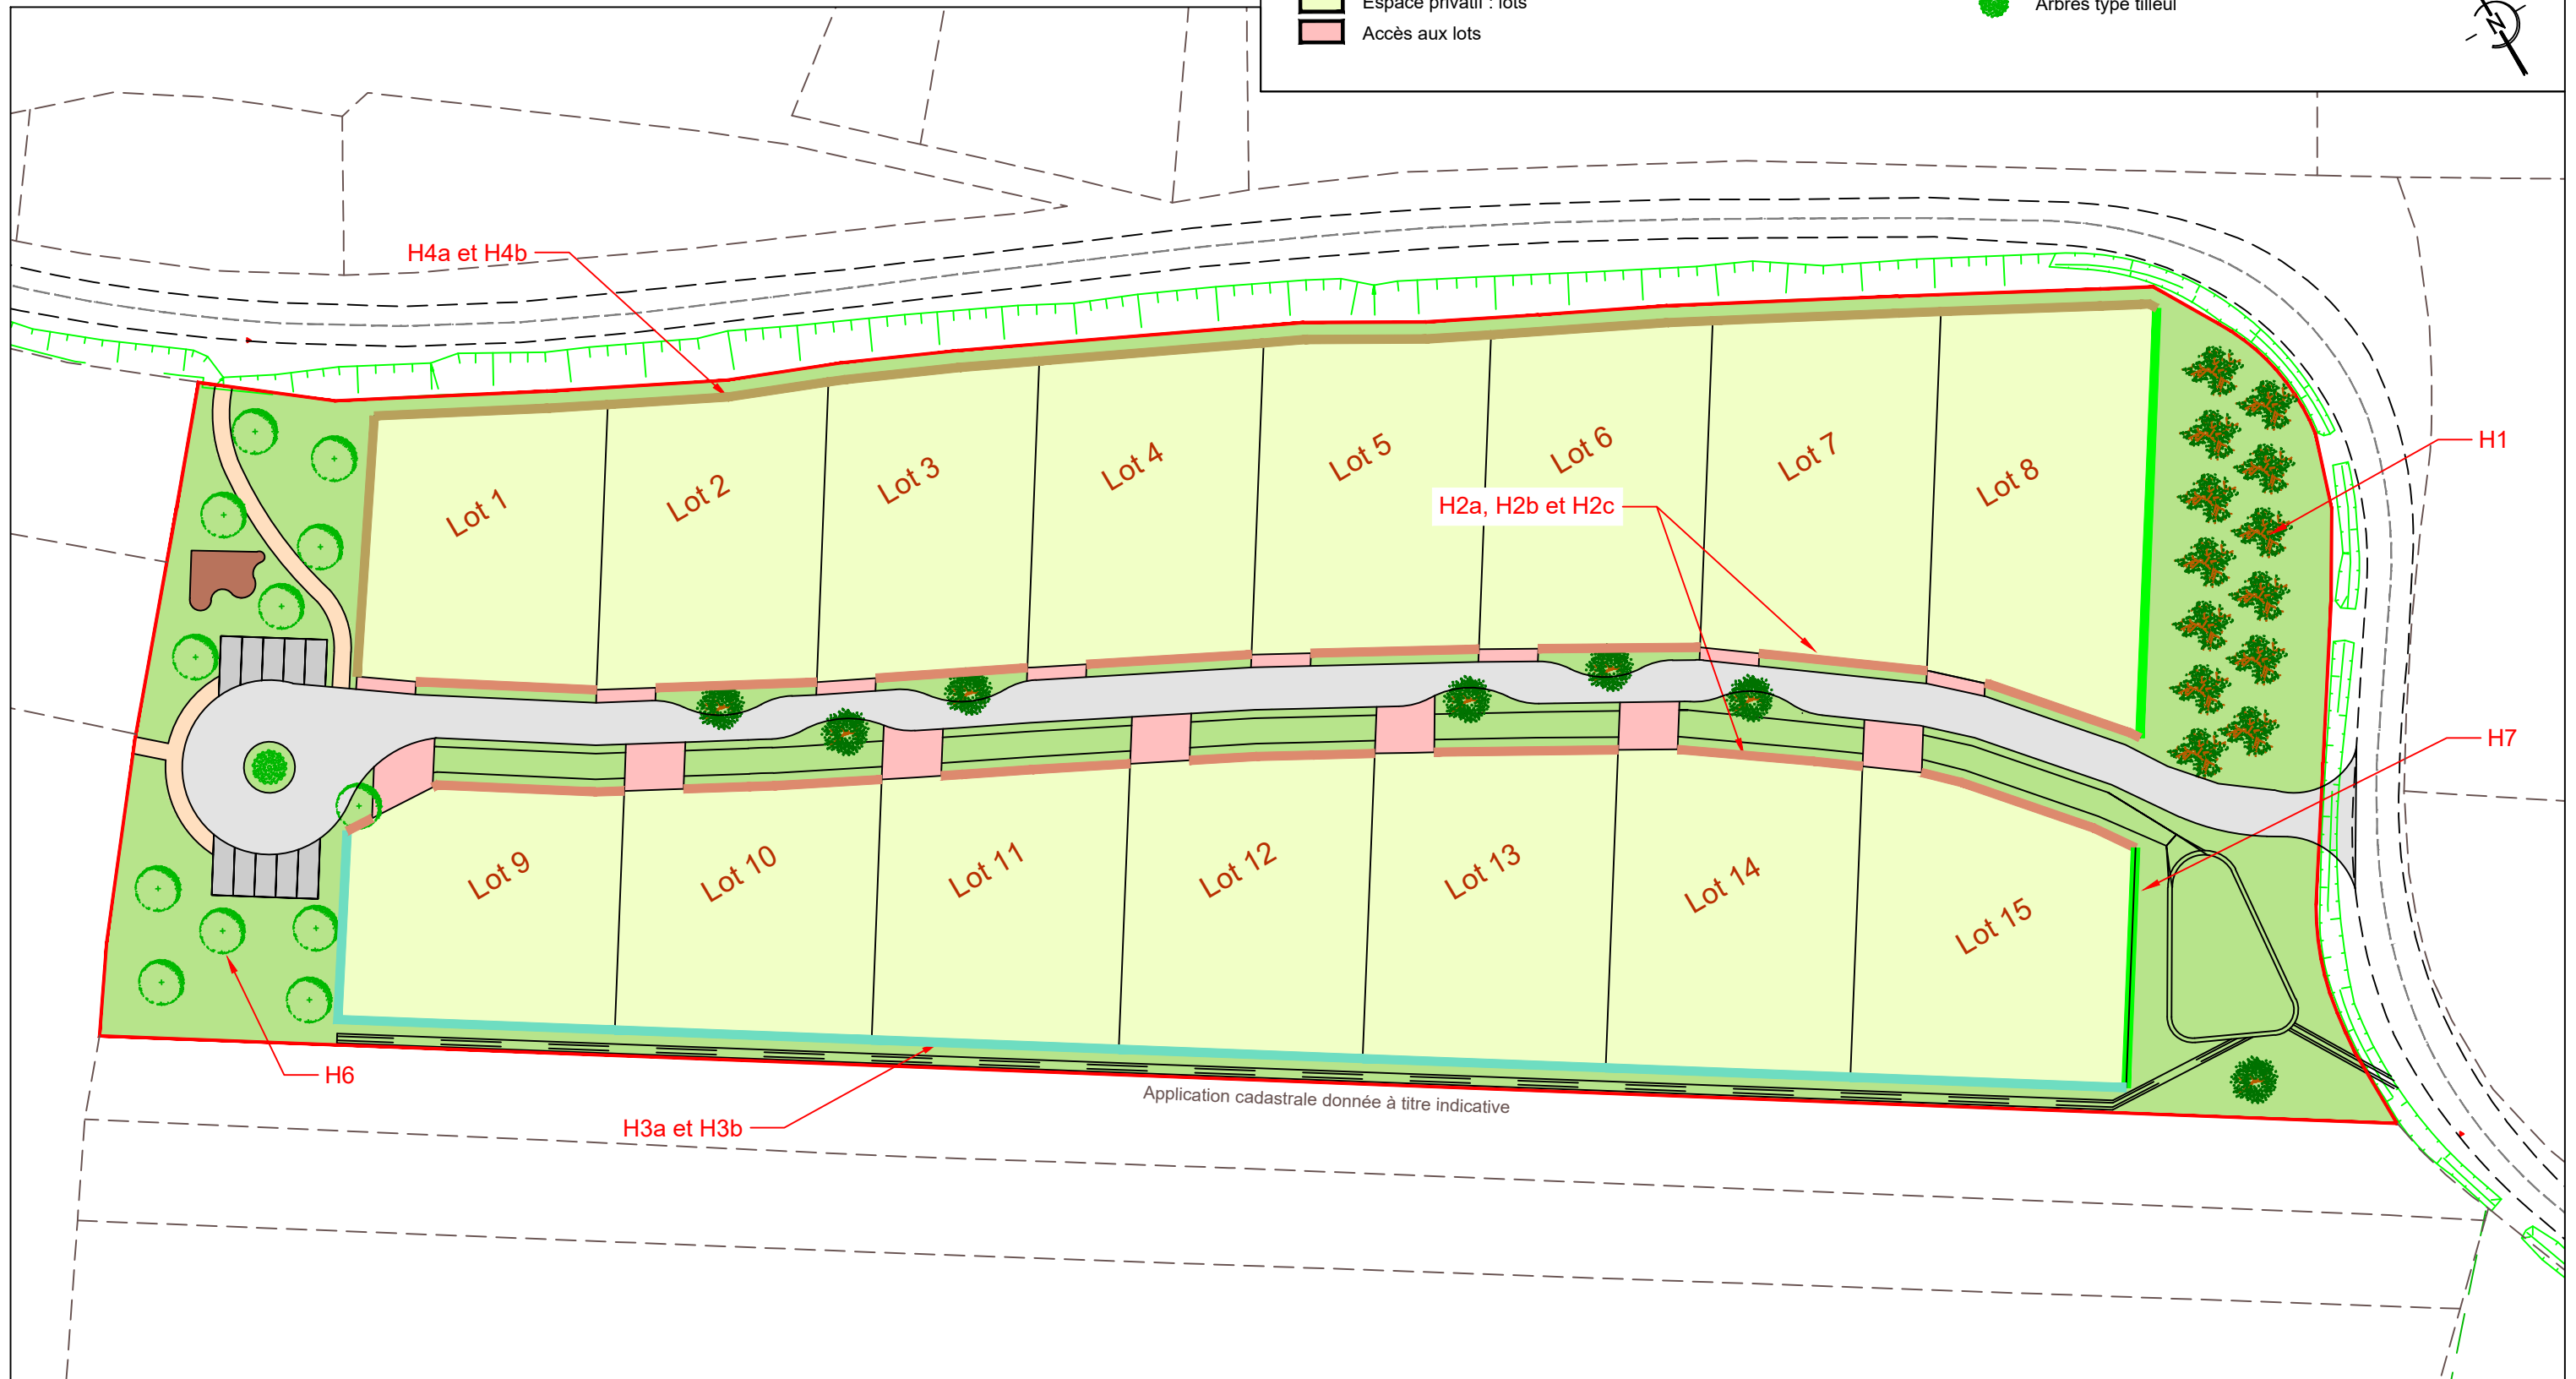 Espace privatif : lots
Arbres type tilleul
Accès aux lots
N
H4a et H4b
H1
H2a, H2b et H2c
Lot 1
Lot 2
Lot 3
Lot 4
Lot 5
Lot 6
Lot 7
Lot 8
H7
Lot 9
Lot 10
Lot 11
Lot 12
Lot 13
Lot 14
Lot 15
H6
H3a et H3b
Application cadastrale donnée à titre indicative